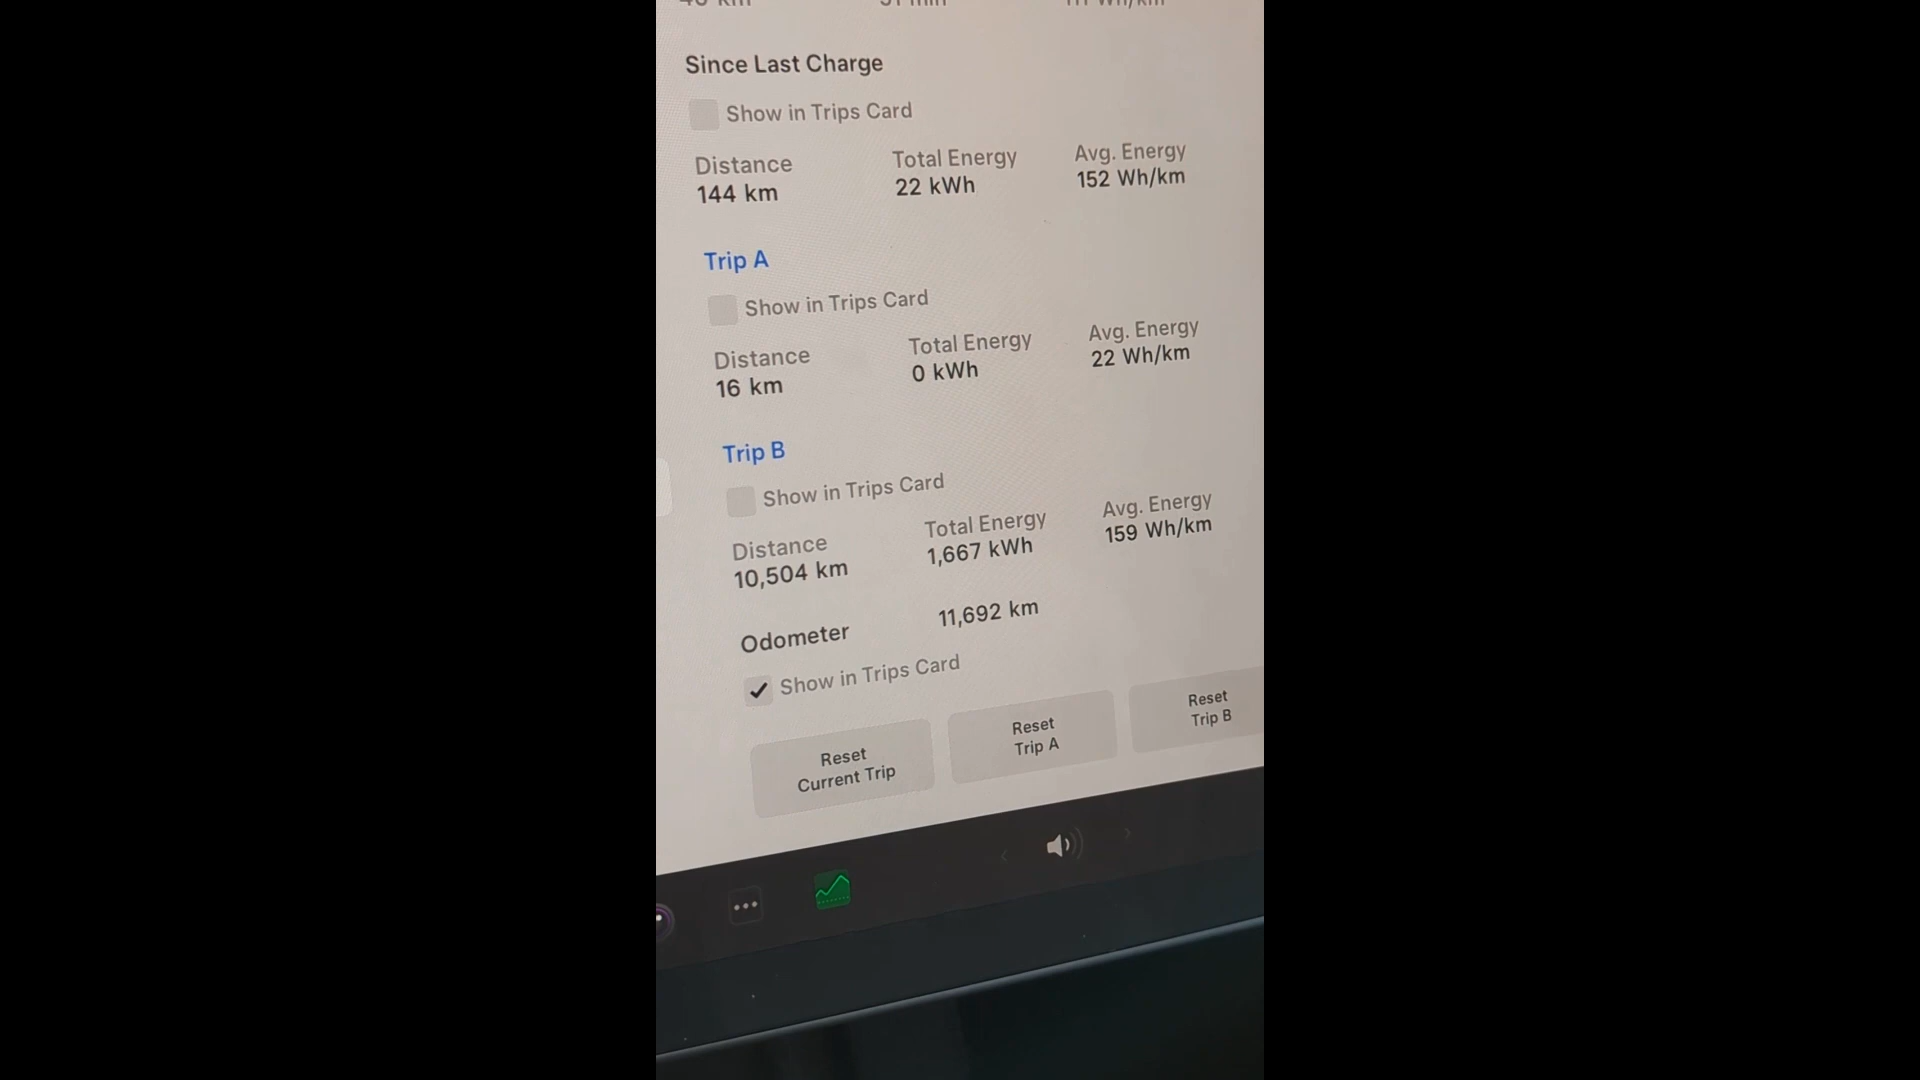 Since Last Charge
Show in Trips Card
Distance Total Energy Avg. Energy
144 km 22 kWh 152 Wh/km
Trip A
Show in Trips Card
Distance Total Energy Avg. Energy
16 km 0 kWh 22 Wh/km
Trip B
Show in Trips Card
Distance Total Energy Avg. Energy
10,504 km 1,667 kWh 159 Wh/km
Odometer 11,692 km
Show in Trips Card
Reset
Current Trip
Reset
Trip A
Reset
Trip B